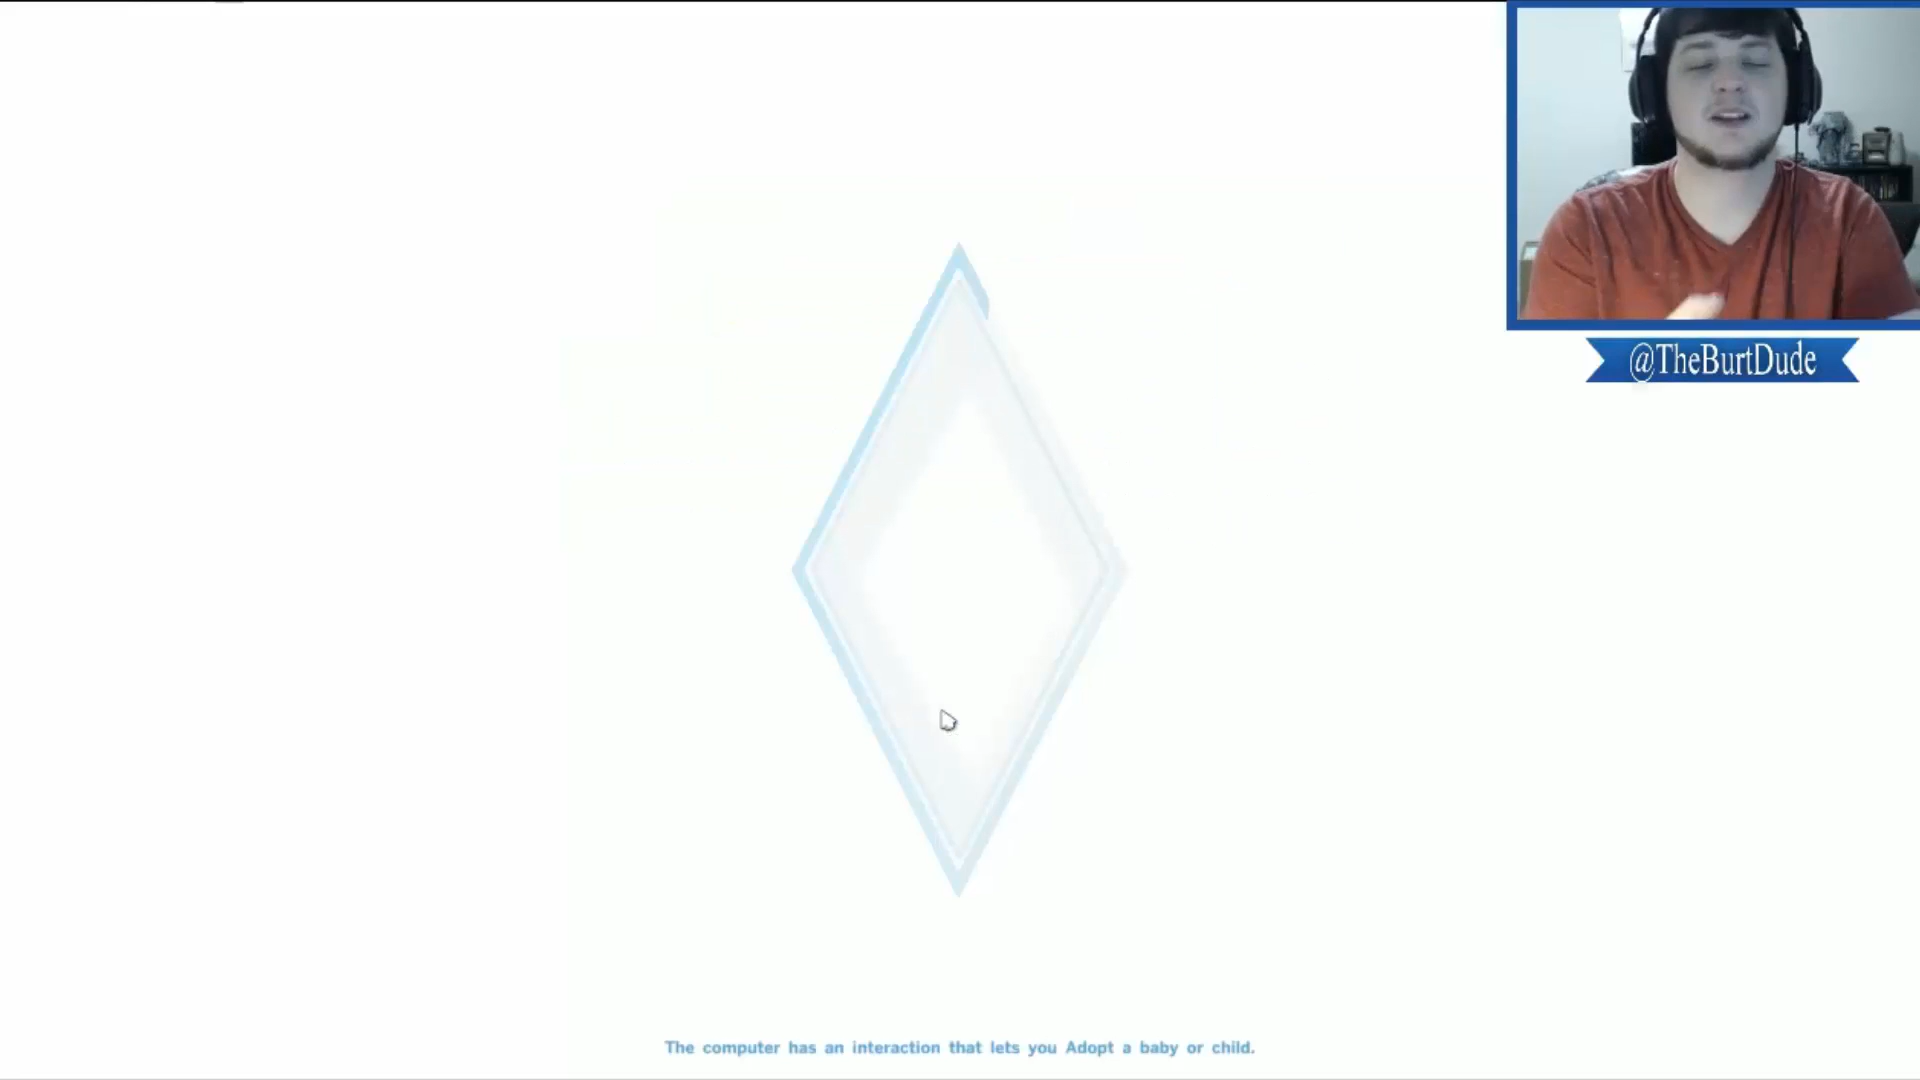 @TheBurtDude
The computer has an interaction that lets you Adopt a baby or child.